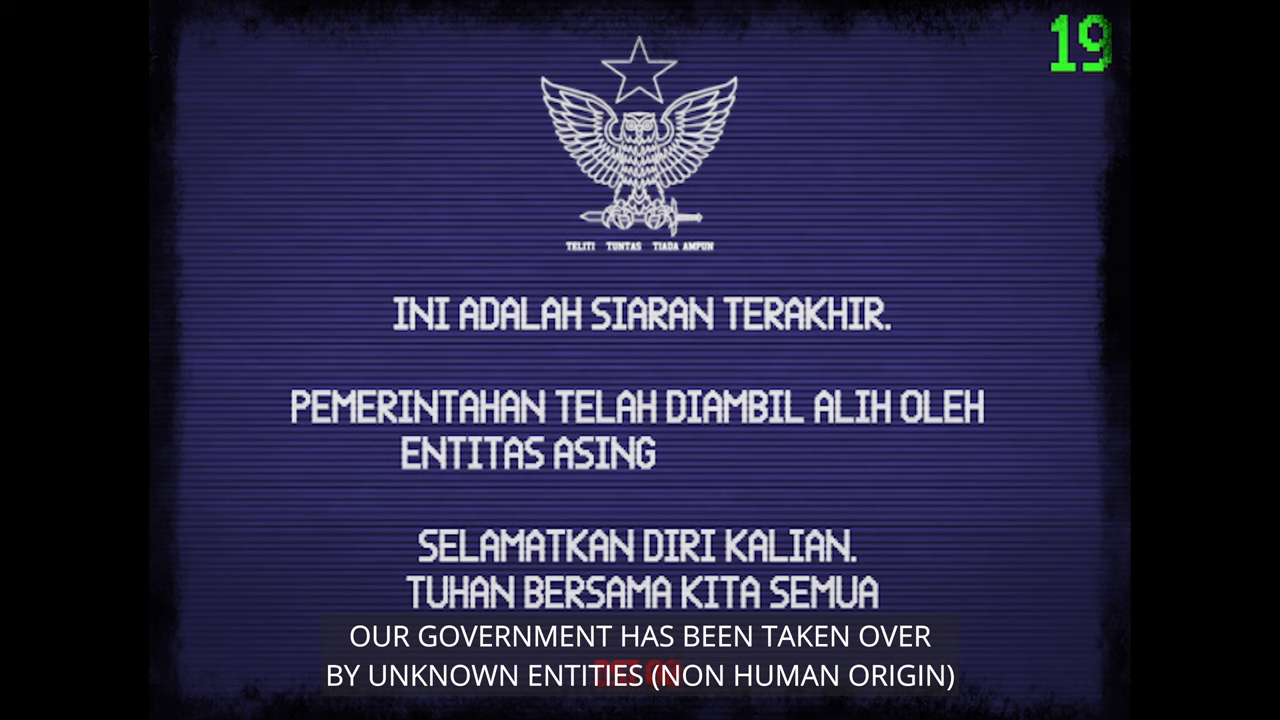 19
TELITI TUNTAS TIADA AMPUN
INI ADALAH SIARAN TERAKHIR.
PEMERINTAHAN TELAH DIAMBIL ALIH OLEH
ENTITAS ASING
SELAMATKAN DIRI KALIAN.
TUHAN BERSAMA KITA SEMUA
OUR GOVERNMENT HAS BEEN TAKEN OVER
BY UNKNOWN ENTITIES (NON HUMAN ORIGIN)